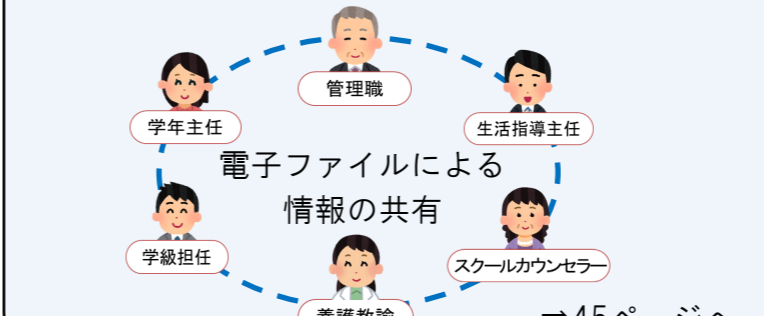 管理職
学年主任
生活指導主任
電子ファイルによる
情報の共有
学級担任
スクールカウンセラー
養護教諭
→45ページへ